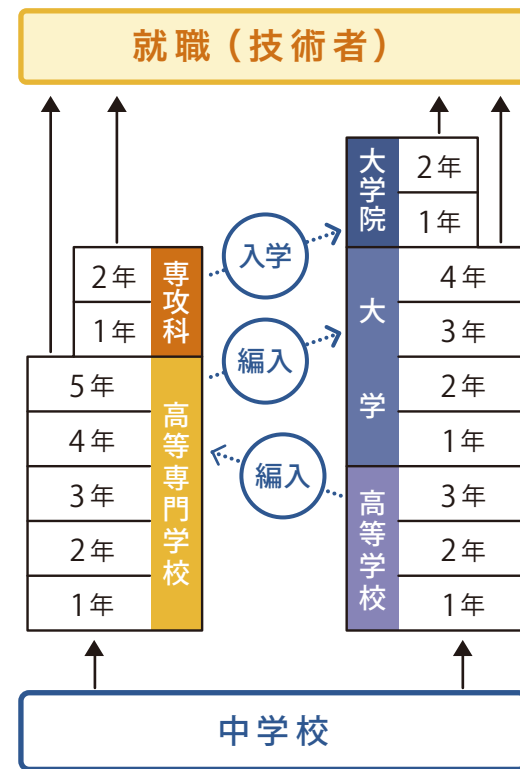 就職（技術者）
2年
1年
専攻科
5年
4年
3年
2年
1年
高等専門学校
入学
編入
編入
大学院
2年
1年
大学
4年
3年
2年
1年
高等学校
3年
2年
1年
中学校